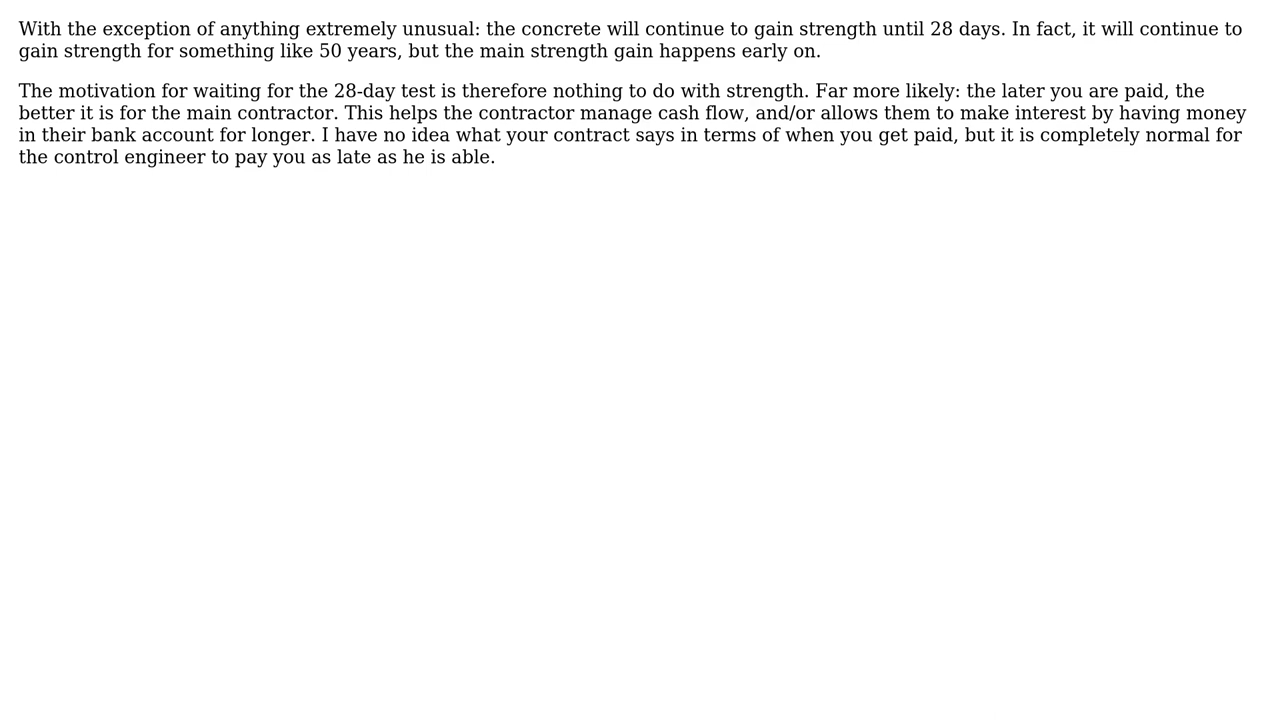 With the exception of anything extremely unusual: the concrete will continue to gain strength until 28 days. In fact, it will continue to
gain strength for something like 50 years, but the main strength gain happens early on.
The motivation for waiting for the 28-day test is therefore nothing to do with strength. Far more likely: the later you are paid, the
better it is for the main contractor. This helps the contractor manage cash flow, and/or allows them to make interest by having money
in their bank account for longer. I have no idea what your contract says in terms of when you get paid, but it is completely normal for
the control engineer to pay you as late as he is able.